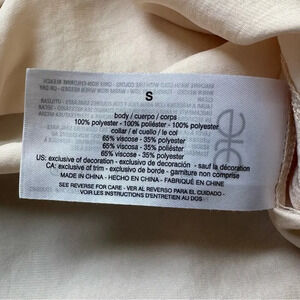 S
body / cuerpo / corps
100% polyester - 100% poliéster - 100% polyester
collar / el cuello / le col
65% viscose - 35% polyester
65% viscosa - 35% poliéster
65% viscose - 35% polyester
US: exclusive of decoration - exclusivo de decoración - sauf la décoration
CA: exclusive of trim - exclusivo de borde - garniture non comprise
MADE IN CHINA - HECHO EN CHINA - FABRIQUÉ EN CHINE
SEE REVERSE FOR CARE - VER AL REVERSO PARA EL CUIDADO -
VOIR LES INSTRUCTIONS D'ENTRETIEN AU DOS